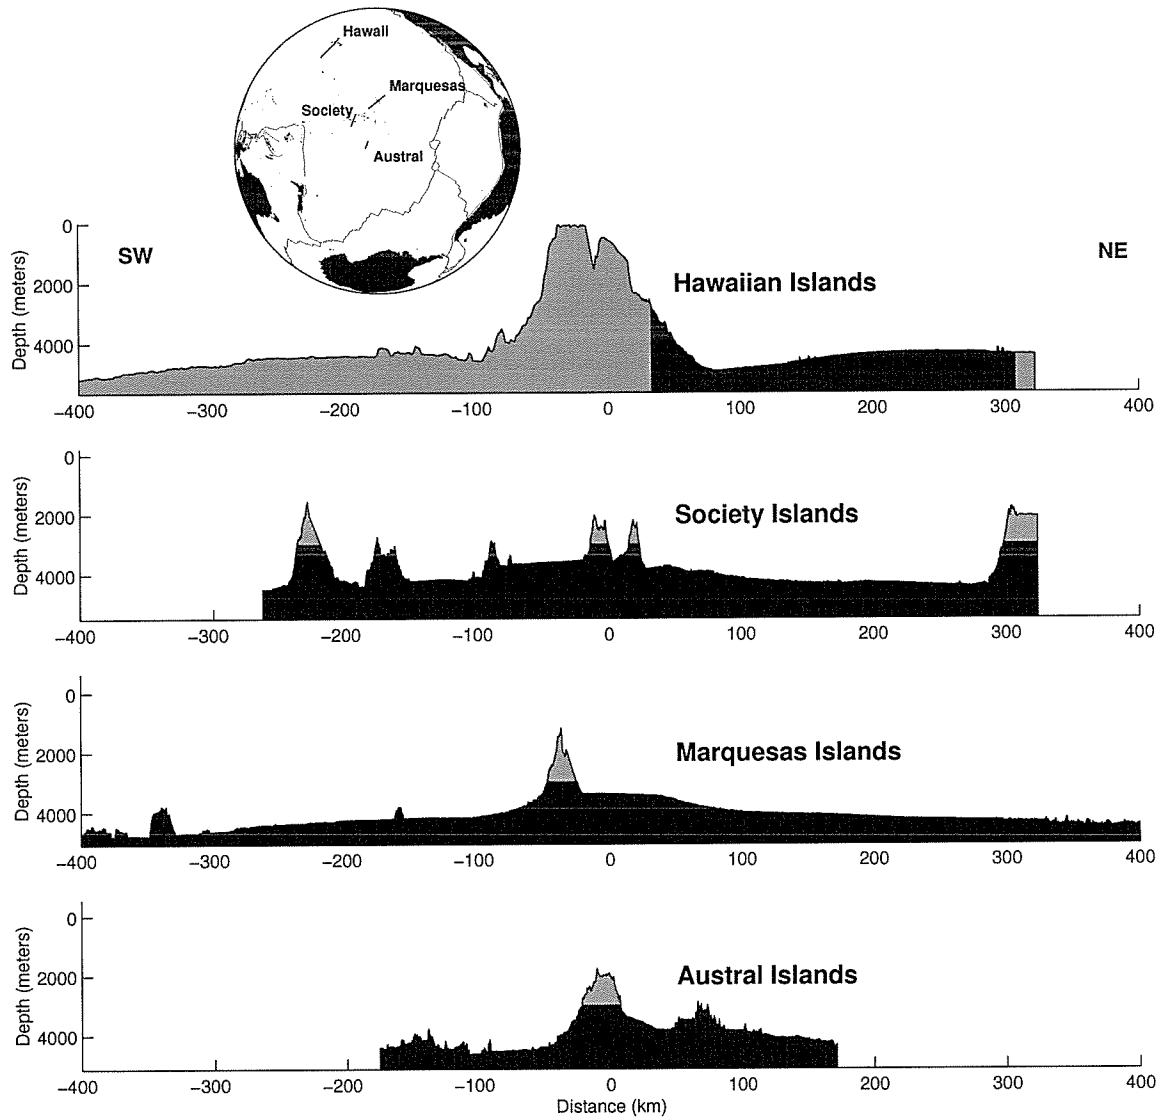 Hawaii
Marquesas
Society
Austral
SW
NE
Hawaiian Islands
Depth (meters)
0
2000
4000
−400 −300 −200 −100 0 100 200 300 400
Society Islands
Depth (meters)
0
2000
4000
−400 −300 −200 −100 0 100 200 300 400
Marquesas Islands
Depth (meters)
0
2000
4000
−400 −300 −200 −100 0 100 200 300 400
Austral Islands
Depth (meters)
0
2000
4000
−400 −300 −200 −100 0 100 200 300 400
Distance (km)